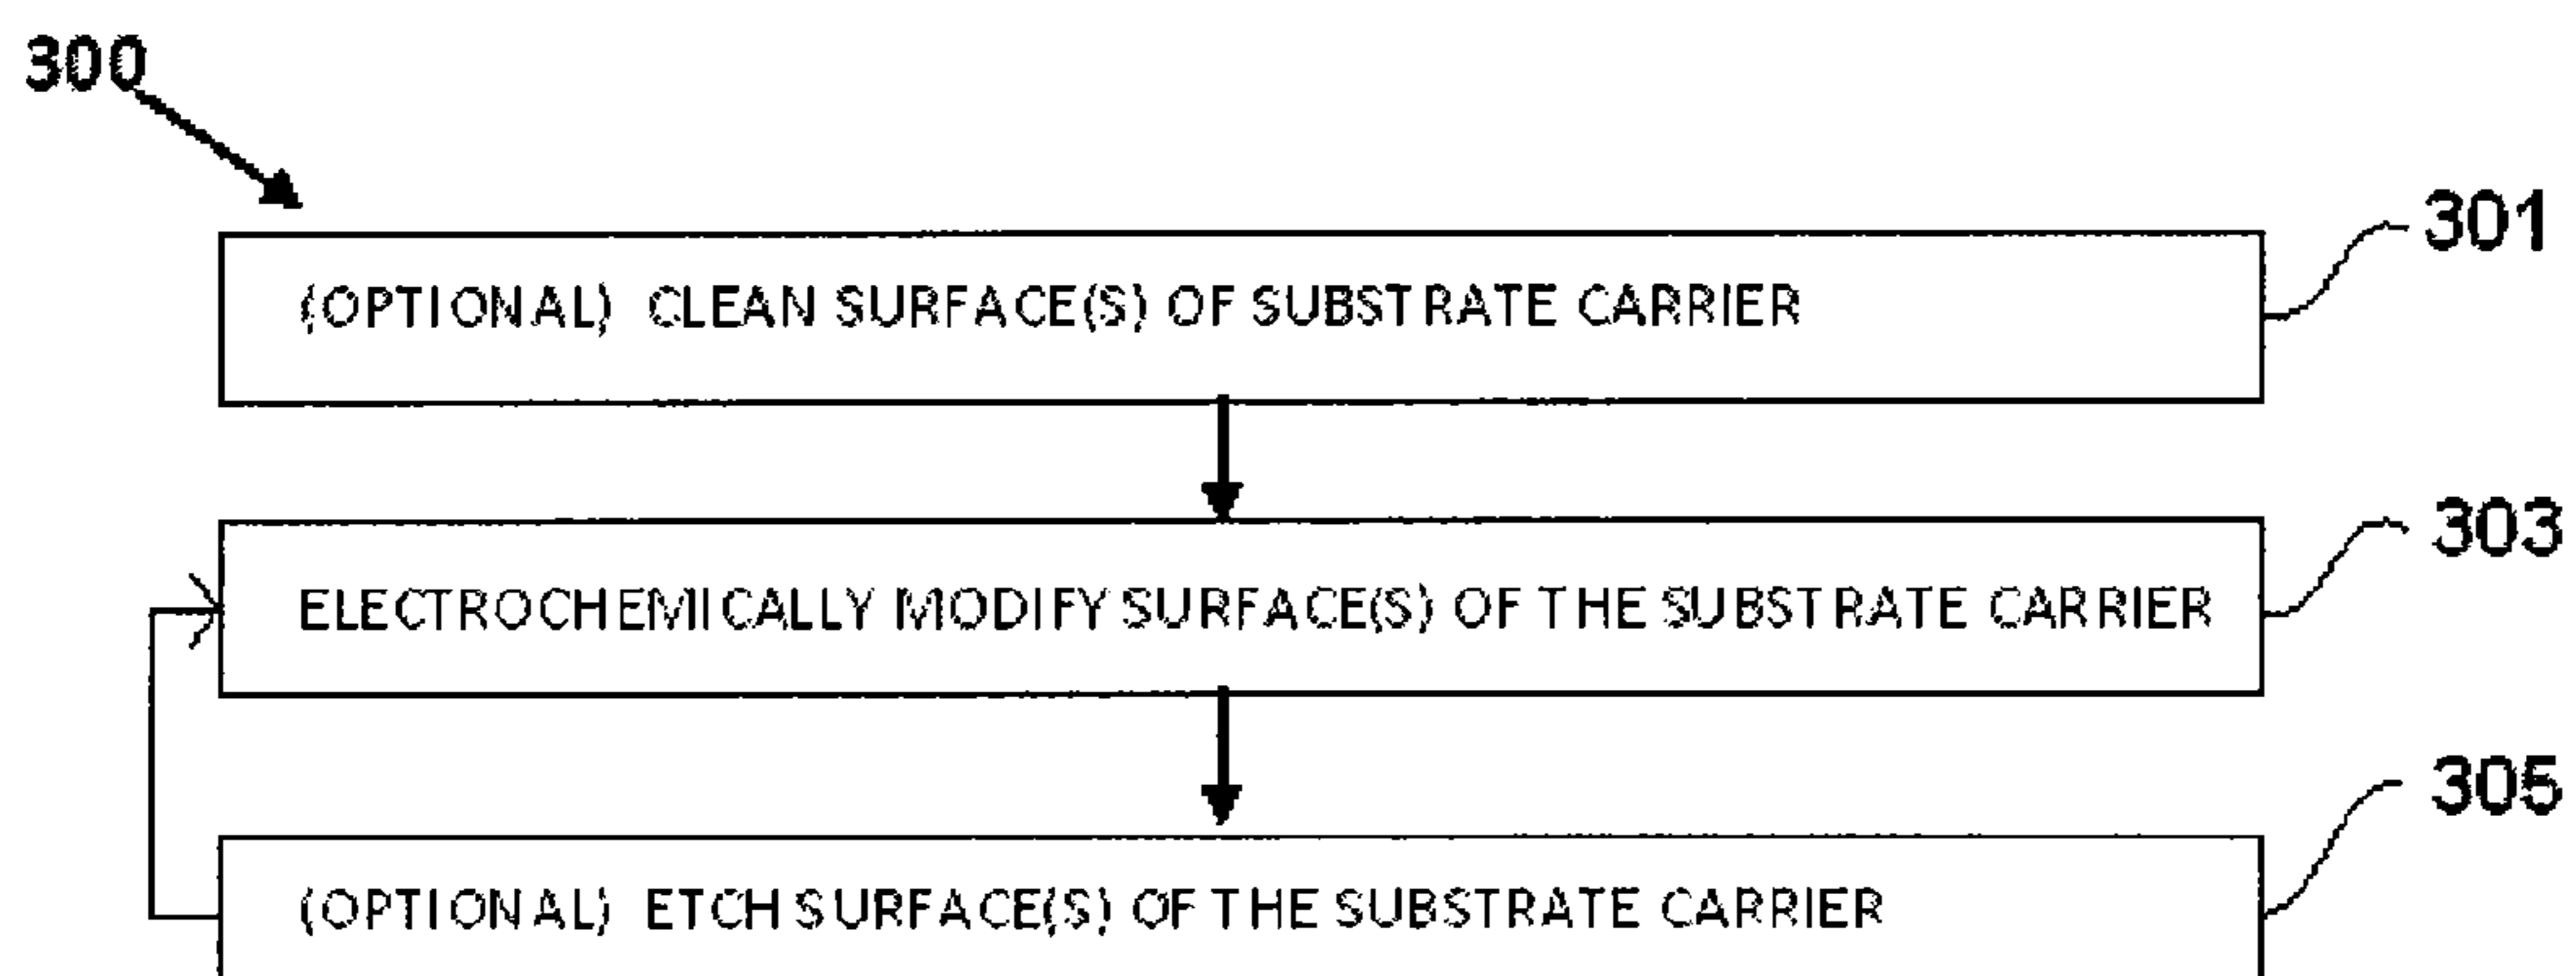 300
301
(OPTIONAL) CLEAN SURFACE(S) OF SUBSTRATE CARRIER
303
ELECTROCHEMICALLY MODIFY SURFACE(S) OF THE SUBSTRATE CARRIER
305
(OPTIONAL) ETCH SURFACE(S) OF THE SUBSTRATE CARRIER